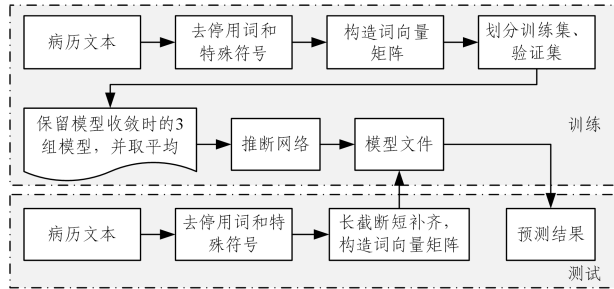 病历文本
去停用词和
特殊符号
构造词向量
矩阵
划分训练集、
验证集
保留模型收敛时的3
组模型，并取平均
推断网络
模型文件
训练
病历文本
去停用词和特
殊符号
长截断短补齐，
构造词向量矩阵
预测结果
测试